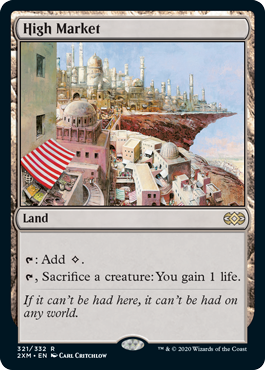 High Market
Land
: Add .
, Sacrifice a creature: You gain 1 life.
If it can't be had here, it can't be had on
any world.
321/332 R
2XM • EN CARL CRITCHLOW
™ & © 2020 Wizards of the Coast